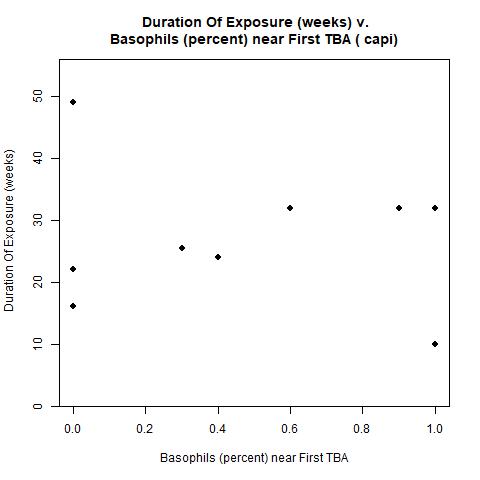 Duration Of Exposure (weeks) v.
Basophils (percent) near First TBA ( capi)
Duration Of Exposure (weeks)
50
40
30
20
10
0
0.0 0.2 0.4 0.6 0.8 1.0
Basophils (percent) near First TBA